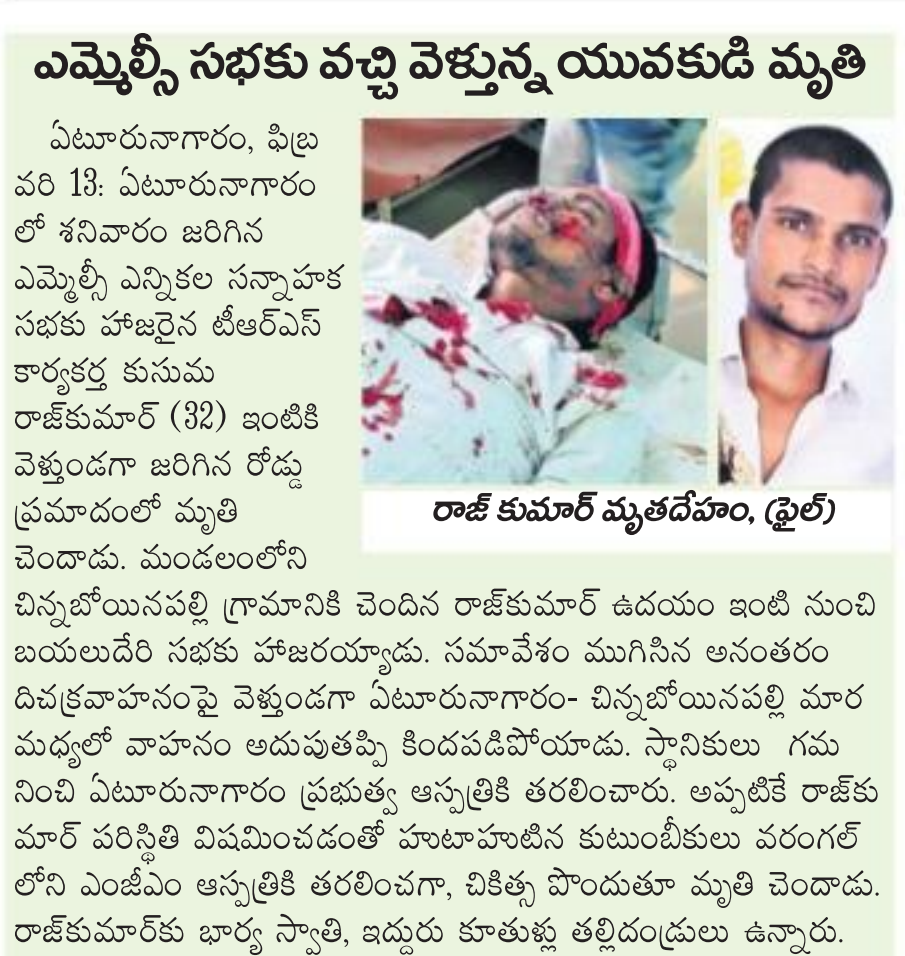 ఎమ్మెల్సీ సభకు వచ్చి వెళ్తున్న యువకుడి మృతి
ఏటూరునాగారం, ఫిబ్ర
వరి 13: ఏటూరునాగారం
లో శనివారం జరిగిన
ఎమ్మెల్సీ ఎన్నికల సన్నాహక
సభకు హాజరైన టీఆర్ఎస్
కార్యకర్త కుసుమ
రాజ్‌కుమార్ (32) ఇంటికి
వెళ్తుండగా జరిగిన రోడ్డు
ప్రమాదంలో మృతి
చెందాడు. మండలంలోని
రాజ్ కుమార్ మృతదేహం, (ఫైల్)
చిన్నబోయినపల్లి గ్రామానికి చెందిన రాజ్‌కుమార్ ఉదయం ఇంటి నుంచి
బయలుదేరి సభకు హాజరయ్యాడు. సమావేశం ముగిసిన అనంతరం
దిచక్రవాహనంపై వెళ్తుండగా ఏటూరునాగారం- చిన్నబోయినపల్లి మార
మధ్యలో వాహనం అదుపుతప్పి కిందపడిపోయాడు. స్థానికులు గమ
నించి ఏటూరునాగారం ప్రభుత్వ ఆస్పత్రికి తరలించారు. అప్పటికే రాజ్‌కు
మార్ పరిస్థితి విషమించడంతో హుటాహుటిన కుటుంబీకులు వరంగల్
లోని ఎంజీఎం ఆస్పత్రికి తరలించగా, చికిత్స పొందుతూ మృతి చెందాడు.
రాజ్‌కుమార్‌కు భార్య స్వాతి, ఇద్దురు కూతుళ్లు తల్లిదండ్రులు ఉన్నారు.